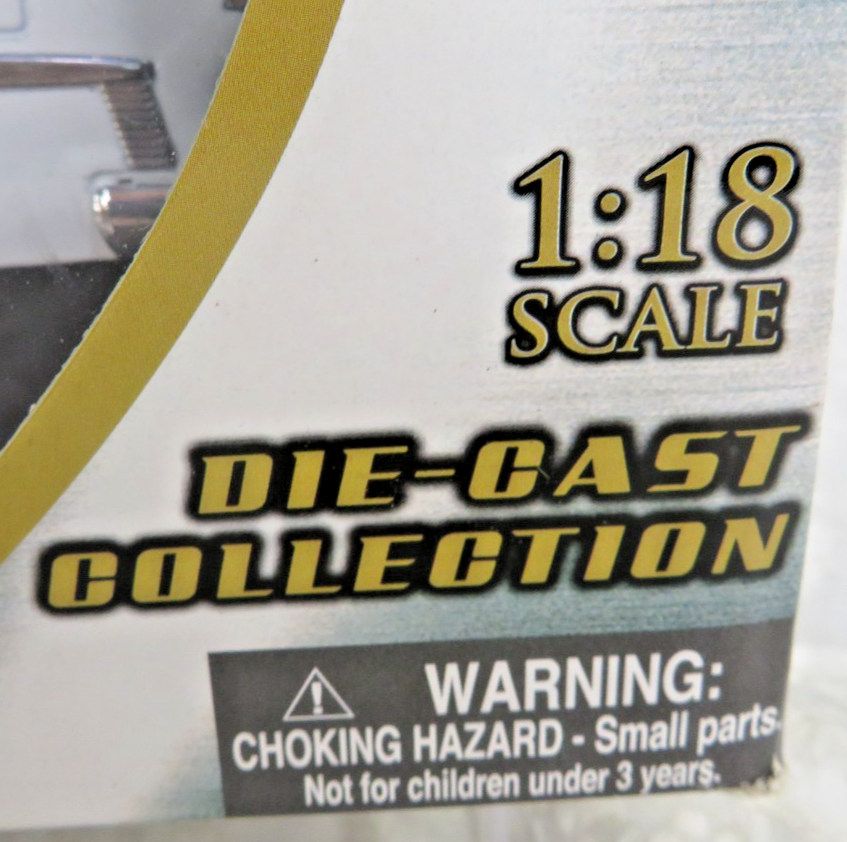 1:18
SCALE
DIE-CAST
COLLECTION
WARNING:
CHOKING HAZARD - Small parts.
Not for children under 3 years.